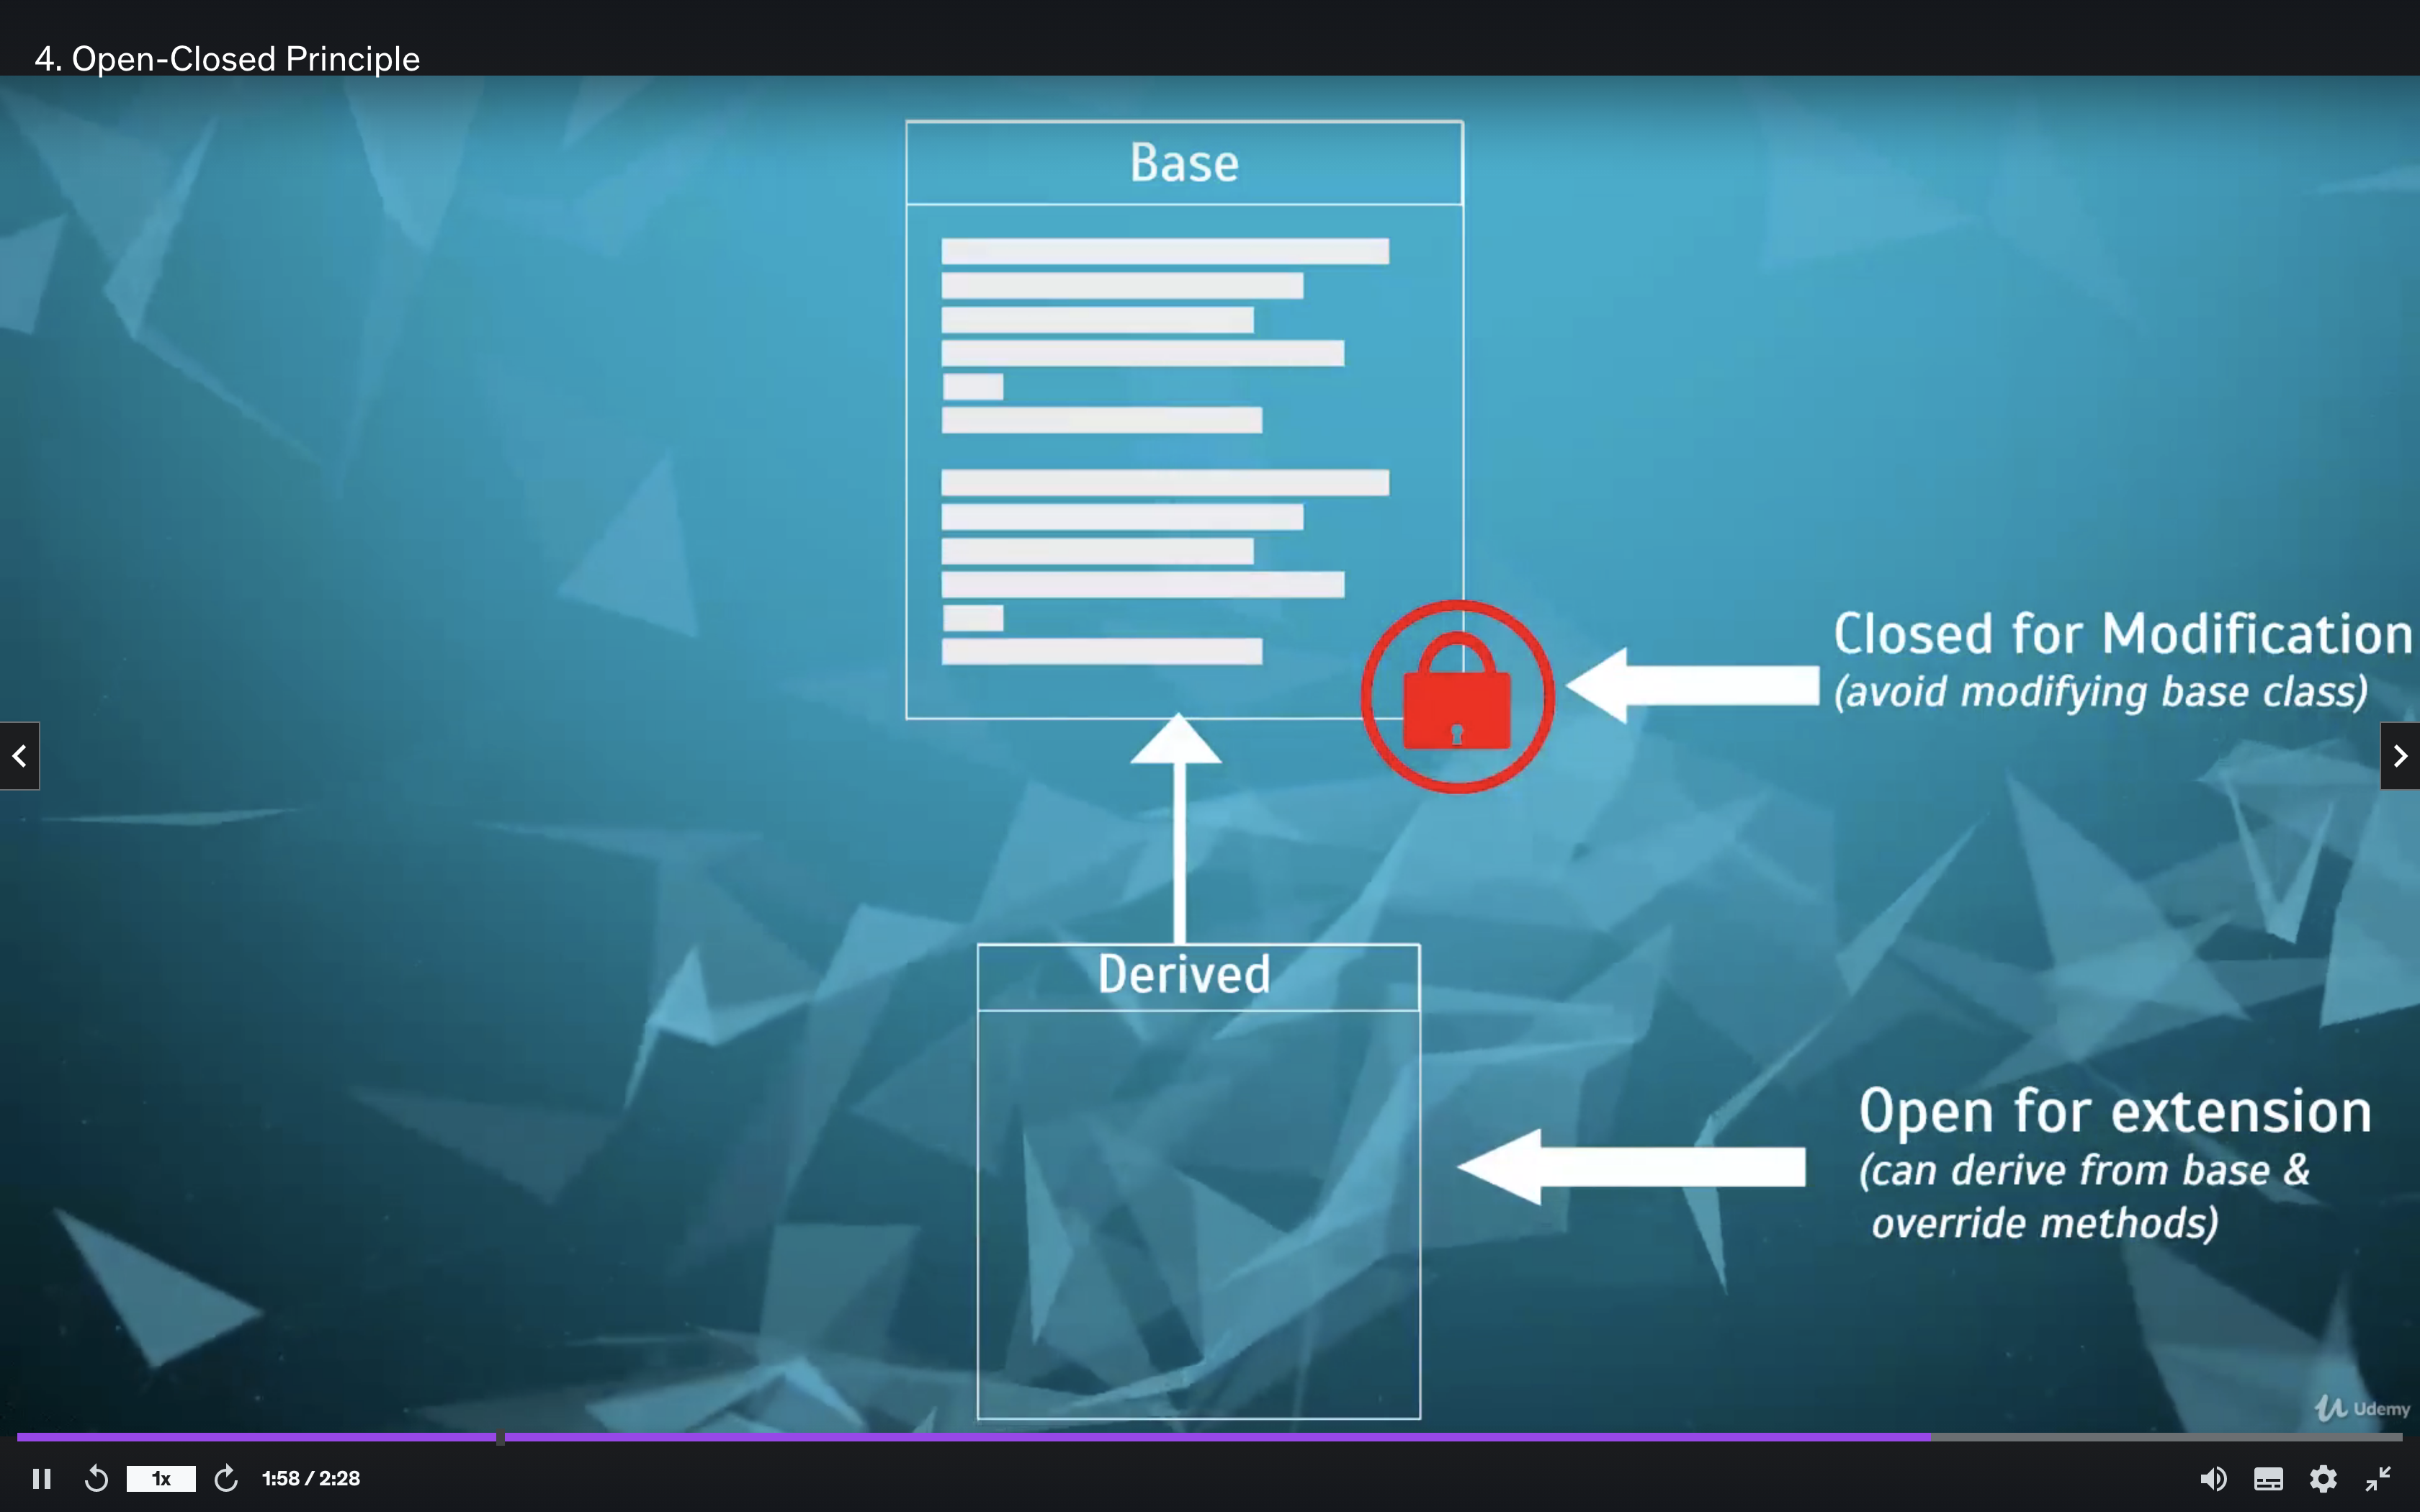 4. Open-Closed Principle
Base
Closed for Modification
(avoid modifying base class)
Derived
Open for extension
(can derive from base &
override methods)
Udemy
1x
1:58 / 2:28